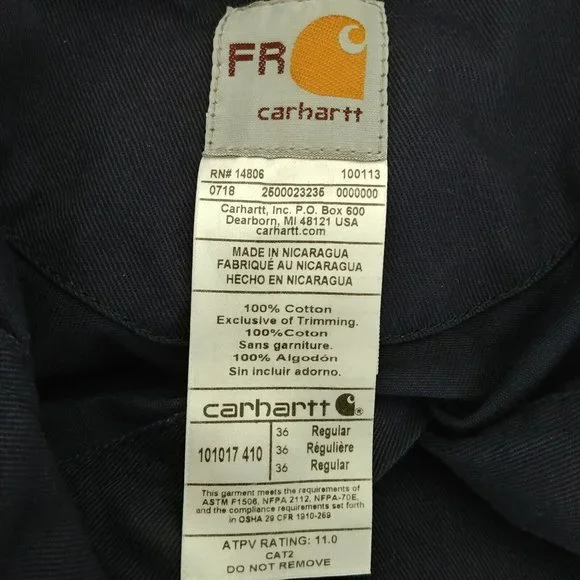 FR
carhartt
RN# 14806 100113
0718 2500023235 0000000
Carhartt, Inc. P.O. Box 600
Dearborn, MI 48121 USA
carhartt.com
MADE IN NICARAGUA
FABRIQUÉ AU NICARAGUA
HECHO EN NICARAGUA
100% Cotton
Exclusive of Trimming.
100%Coton
Sans garniture.
100% Algodón
Sin incluir adorno.
carhartt ®
101017 410
36 Regular
36 Régulière
36 Regular
This garment meets the requirements of
ASTM F1506, NFPA 2112, NFPA-70E,
and the compliance requirements set forth
in OSHA 29 CFR 1910-269
ATPV RATING: 11.0
CAT2
DO NOT REMOVE